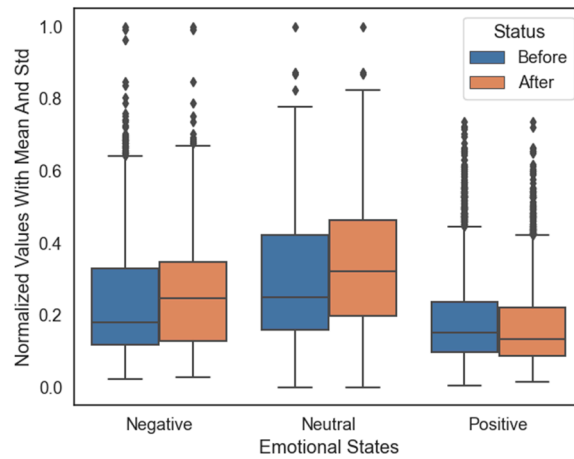 Normalized Values With Mean And Std
1.0
0.8
0.6
0.4
0.2
0.0
Status
Before
After
Negative
Neutral
Positive
Emotional States